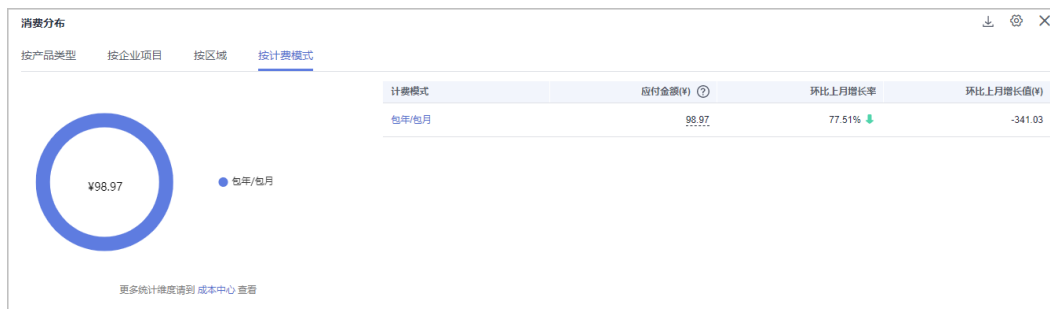 消费分布
按产品类型 按企业项目 按区域 按计费模式
计费模式 应付金额(¥) ? 环比上月增长率 环比上月增长值(¥)
包年/包月 98.97 77.51% -341.03
¥98.97
包年/包月
更多统计维度请到 成本中心 查看